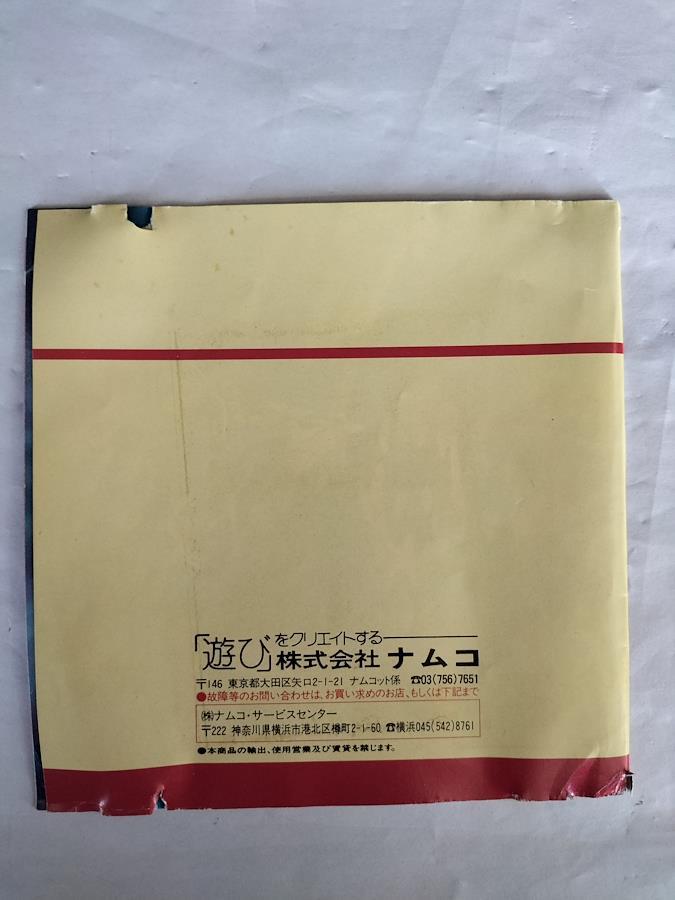 「遊び」をクリエイトする
株式会社 ナムコ
〒146 東京都大田区矢口2-1-21 ナムコット係 ☎03(756)7651
●故障等のお問い合わせは、お買い求めのお店、もしくは下記まで
㈱ナムコ・サービスセンター
〒222 神奈川県横浜市港北区樽町2-1-60 ☎横浜045(542)8761
●本商品の輸出、使用営業及び賃貸を禁じます。